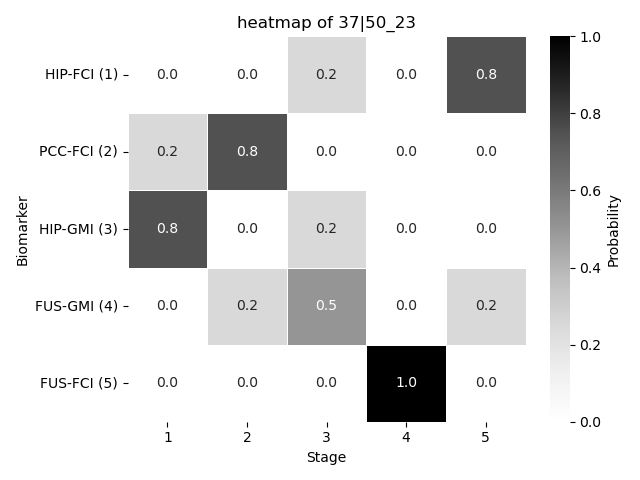 heatmap of 37|50_23
HIP-FCI (1) 0.0 0.0 0.2 0.0 0.8
PCC-FCI (2) 0.2 0.8 0.0 0.0 0.0
HIP-GMI (3) 0.8 0.0 0.2 0.0 0.0
FUS-GMI (4) 0.0 0.2 0.5 0.0 0.2
FUS-FCI (5) 0.0 0.0 0.0 1.0 0.0
1 2 3 4 5
Stage
Biomarker
1.0
0.8
0.6
0.4
0.2
0.0
Probability